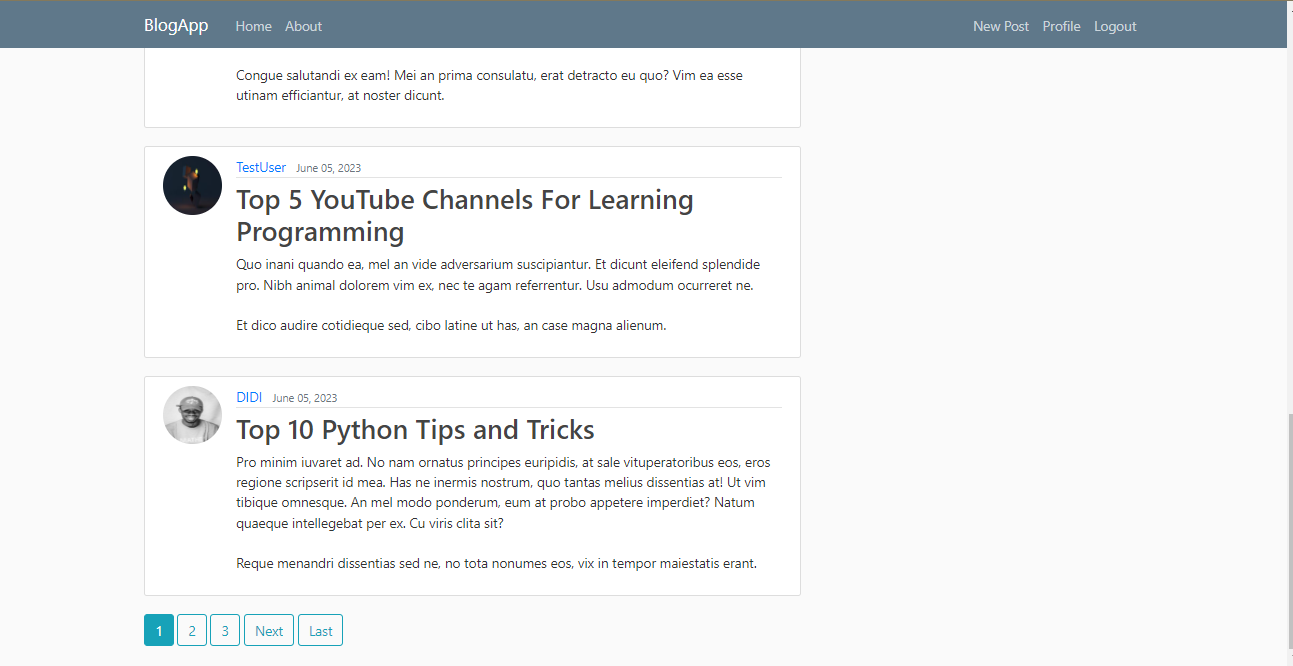 BlogApp Home About New Post Profile Logout
Congue salutandi ex eam! Mei an prima consulatu, erat detracto eu quo? Vim ea esse
utinam efficiantur, at noster dicunt.
TestUser June 05, 2023
Top 5 YouTube Channels For Learning
Programming
Quo inani quando ea, mel an vide adversarium suscipiantur. Et dicunt eleifend splendide
pro. Nibh animal dolorem vim ex, nec te agam referrentur. Usu admodum ocurreret ne.
Et dico audire cotidieque sed, cibo latine ut has, an case magna alienum.
DIDI June 05, 2023
Top 10 Python Tips and Tricks
Pro minim iuvaret ad. No nam ornatus principes euripidis, at sale vituperatoribus eos, eros
regione scripserit id mea. Has ne inermis nostrum, quo tantas melius dissentias at! Ut vim
tibique omnesque. An mel modo ponderum, eum at probo appetere imperdiet? Natum
quaeque intellegebat per ex. Cu viris clita sit?
Reque menandri dissentias sed ne, no tota nonumes eos, vix in tempor maiestatis erant.
1 2 3 Next Last